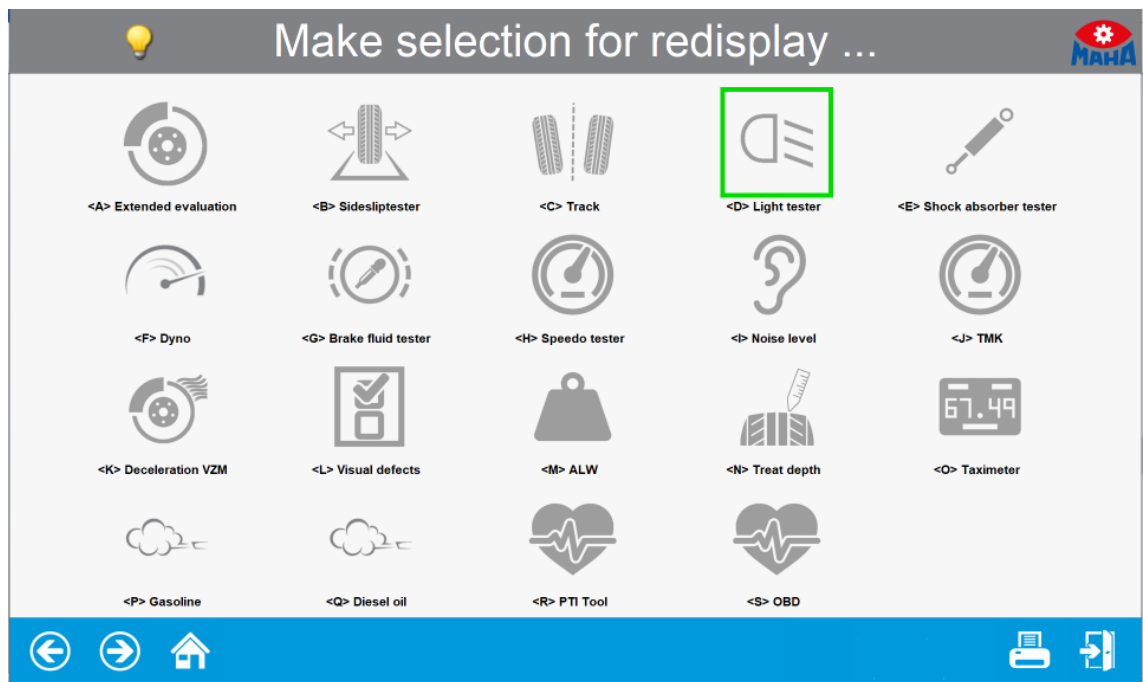 Make selection for redisplay ...
MAHA
<A> Extended evaluation
<B> Sidesliptester
<C> Track
<D> Light tester
<E> Shock absorber tester
<F> Dyno
<G> Brake fluid tester
<H> Speedo tester
<I> Noise level
<J> TMK
67.49
<K> Deceleration VZM
<L> Visual defects
<M> ALW
<N> Treat depth
<O> Taximeter
<P> Gasoline
<Q> Diesel oil
<R> PTI Tool
<S> OBD